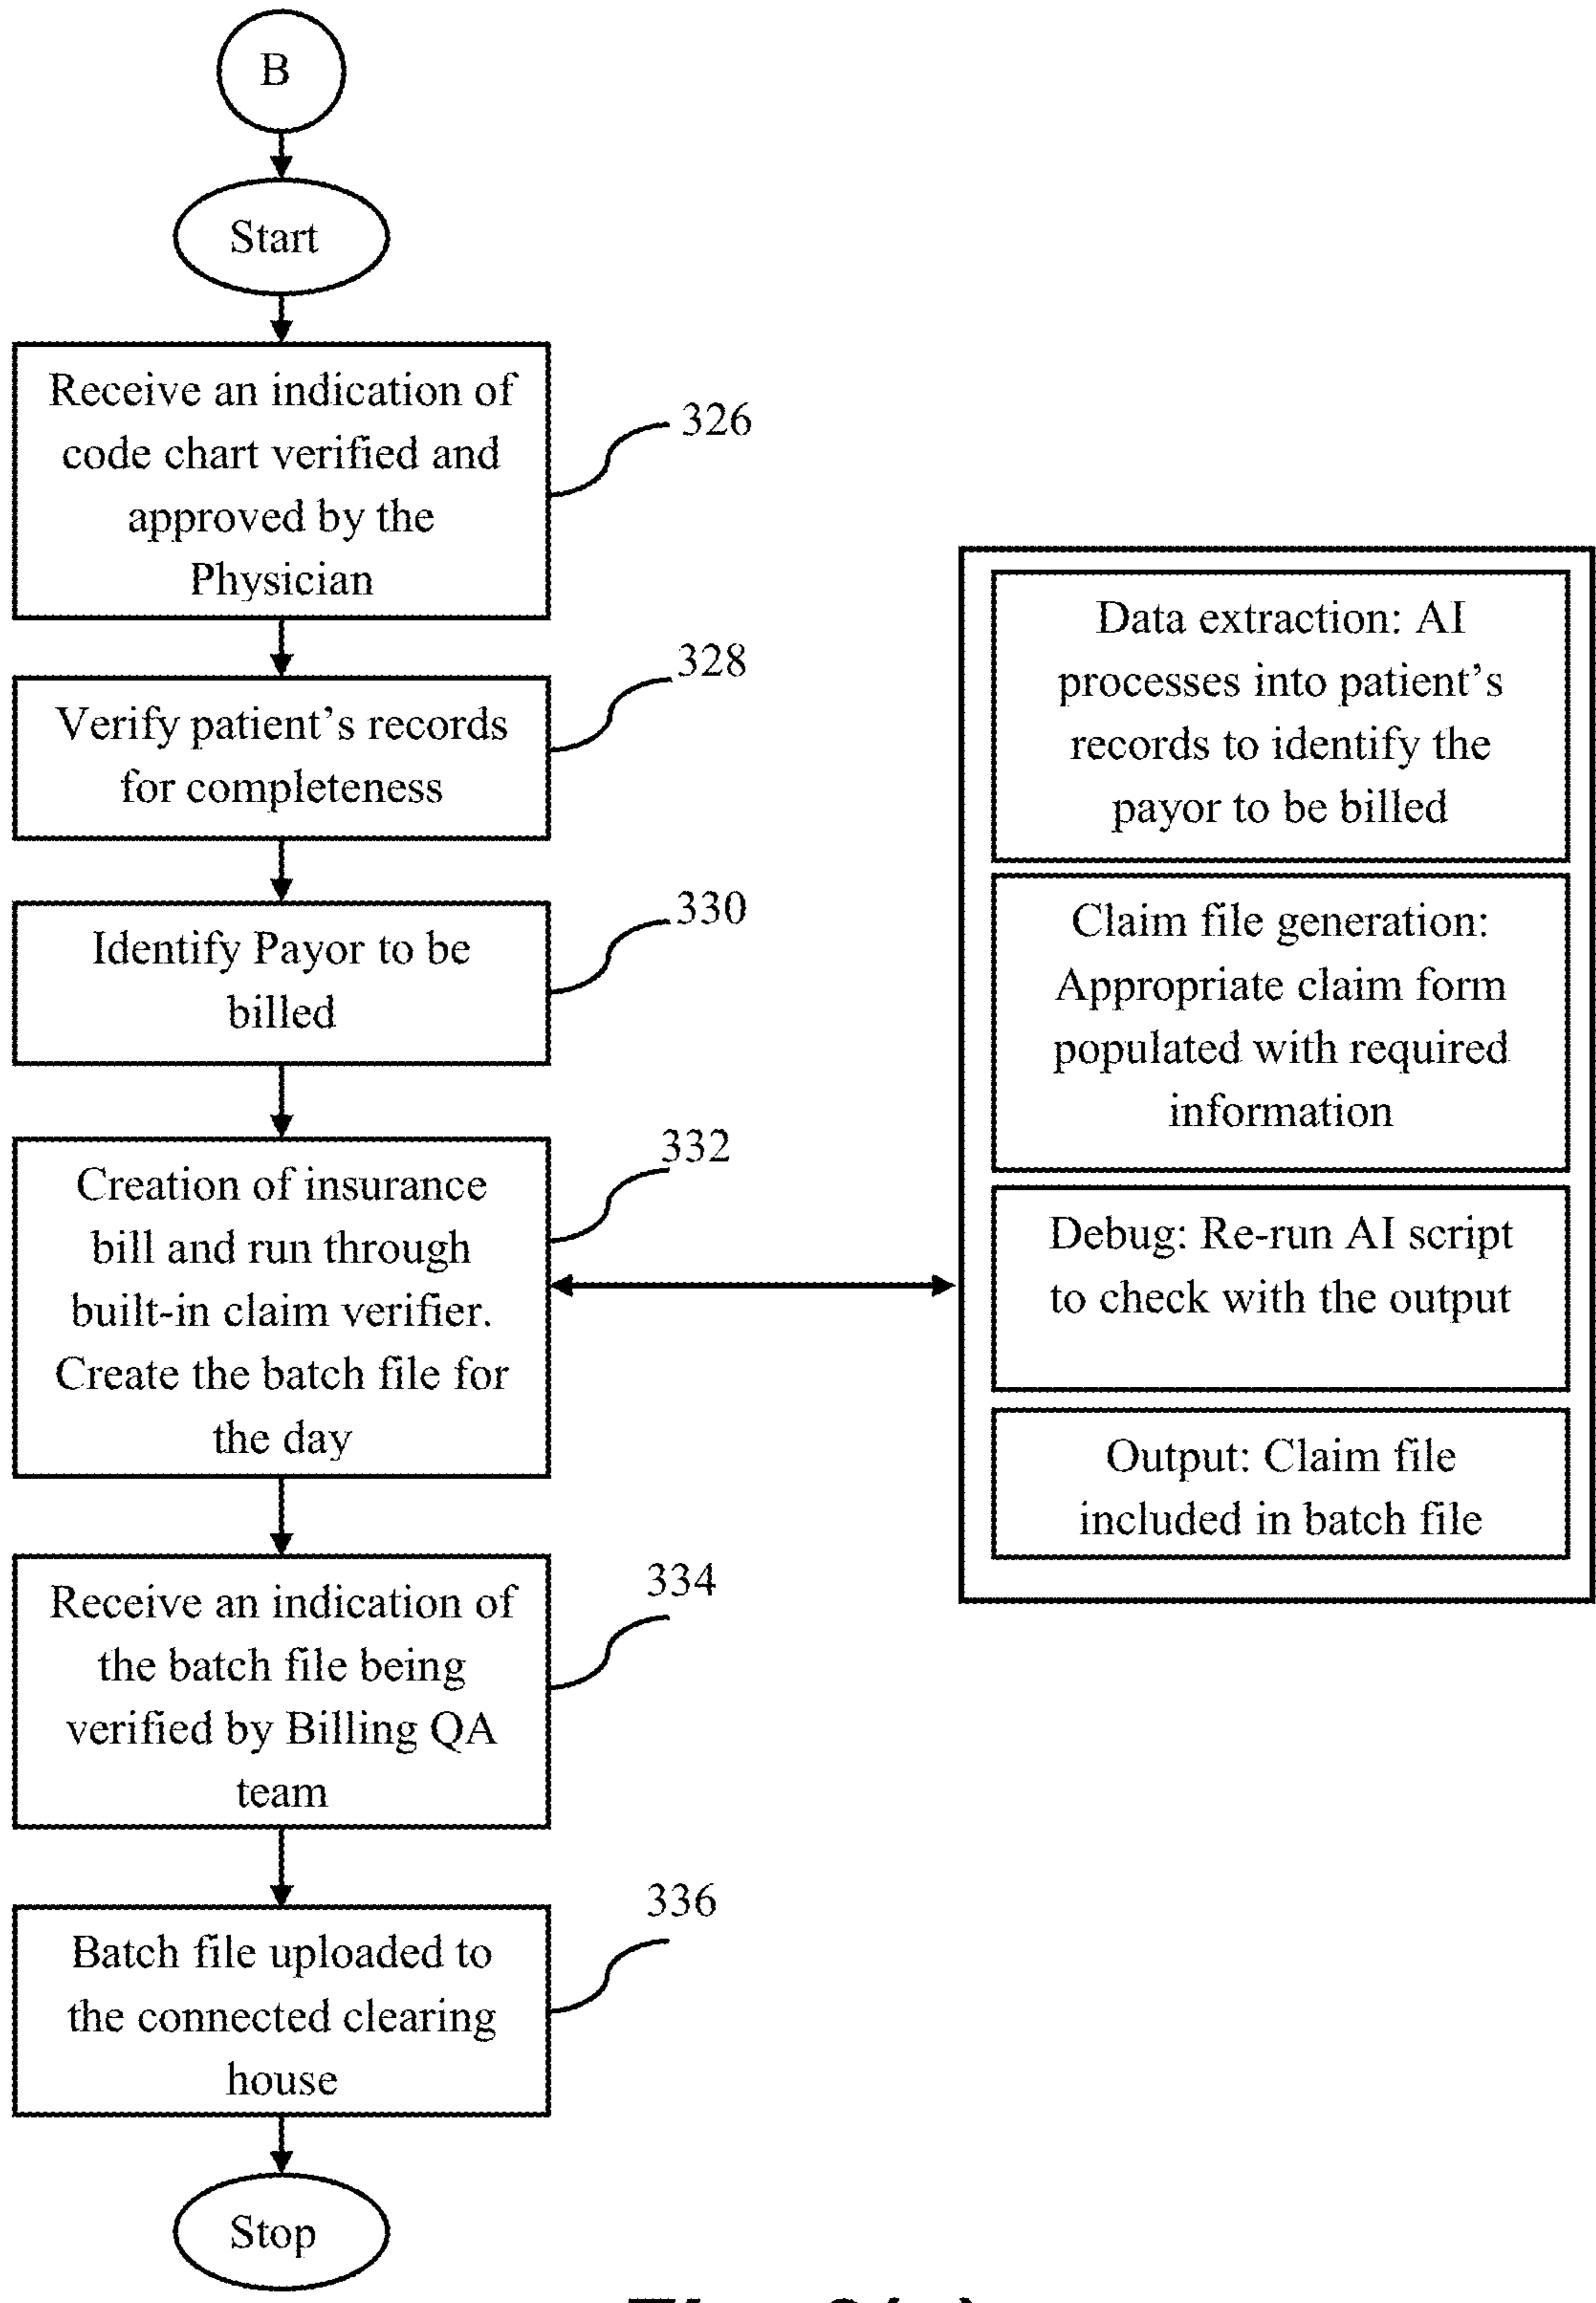 B
Start
Receive an indication of
code chart verified and
approved by the
Physician
326
Verify patient's records
for completeness
328
Identify Payor to be
billed
330
Creation of insurance
bill and run through
built-in claim verifier.
Create the batch file for
the day
332
Receive an indication of
the batch file being
verified by Billing QA
team
334
Batch file uploaded to
the connected clearing
house
336
Stop
Data extraction: AI
processes into patient's
records to identify the
payor to be billed
Claim file generation:
Appropriate claim form
populated with required
information
Debug: Re-run AI script
to check with the output
Output: Claim file
included in batch file